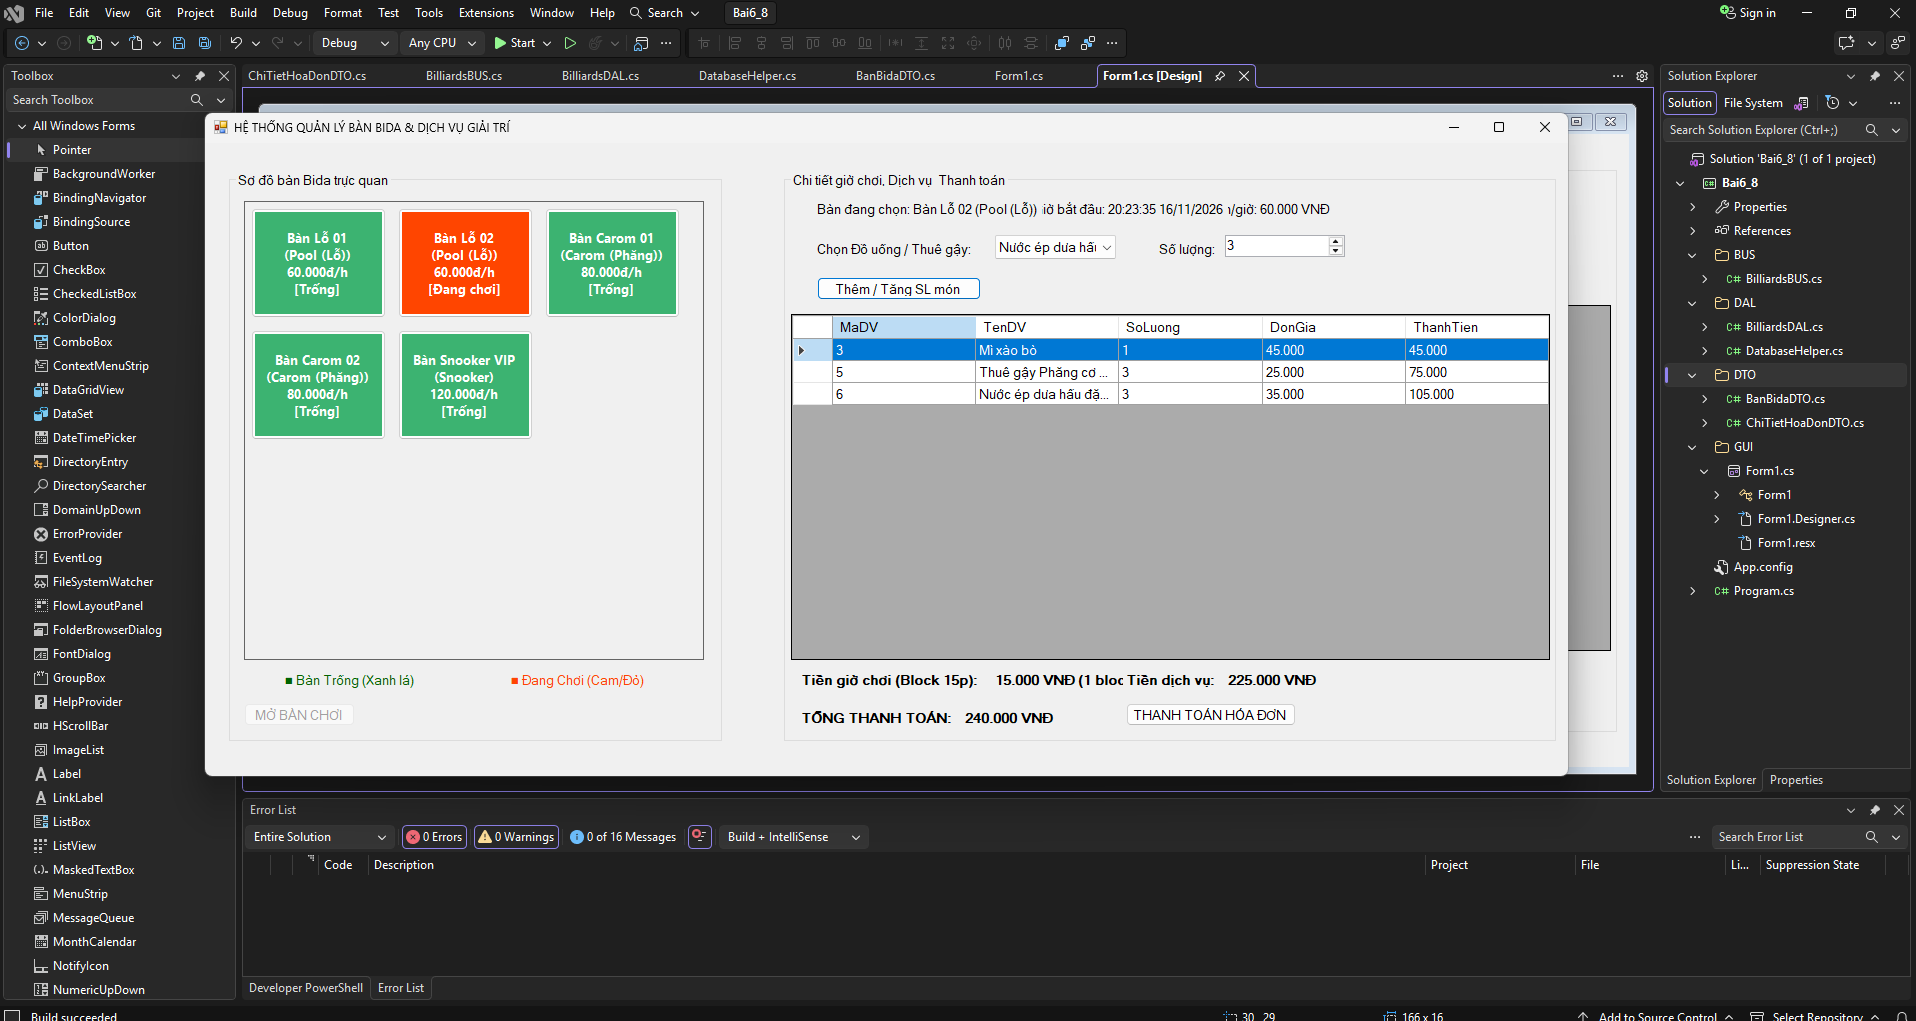 File Edit View Git Project Build Debug Format Test Tools Extensions Window Help Search Bai6_8 Sign in
Debug Any CPU Start
Toolbox
Search Toolbox
All Windows Forms
Pointer
BackgroundWorker
BindingNavigator
BindingSource
Button
CheckBox
CheckedListBox
ColorDialog
ComboBox
ContextMenuStrip
DataGridView
DataSet
DateTimePicker
DirectoryEntry
DirectorySearcher
DomainUpDown
ErrorProvider
EventLog
FileSystemWatcher
FlowLayoutPanel
FolderBrowserDialog
FontDialog
GroupBox
HelpProvider
HScrollBar
ImageList
Label
LinkLabel
ListBox
ListView
MaskedTextBox
MenuStrip
MessageQueue
MonthCalendar
NotifyIcon
NumericUpDown
ChiTietHoaDonDTO.cs BilliardsBUS.cs BilliardsDAL.cs DatabaseHelper.cs BanBidaDTO.cs Form1.cs Form1.cs [Design]
HỆ THỐNG QUẢN LÝ BÀN BIDA & DỊCH VỤ GIẢI TRÍ
Sơ đồ bàn Bida trực quan
Bàn Lỗ 01
(Pool (Lỗ))
60.000đ/h
[Trống]
Bàn Lỗ 02
(Pool (Lỗ))
60.000đ/h
[Đang chơi]
Bàn Carom 01
(Carom (Phăng))
80.000đ/h
[Trống]
Bàn Carom 02
(Carom (Phăng))
80.000đ/h
[Trống]
Bàn Snooker VIP
(Snooker)
120.000đ/h
[Trống]
■ Bàn Trống (Xanh lá)
■ Đang Chơi (Cam/Đỏ)
MỞ BÀN CHƠI
Chi tiết giờ chơi, Dịch vụ Thanh toán
Bàn đang chọn: Bàn Lỗ 02 (Pool (Lỗ)) iờ bắt đầu: 20:23:35 16/11/2026 /giờ: 60.000 VNĐ
Chọn Đồ uống / Thuê gậy: Nước ép dưa hấu Số lượng: 3
Thêm / Tăng SL món
MaDV TenDV SoLuong DonGia ThanhTien
3 Mì xào bò 1 45.000 45.000
5 Thuê gậy Phăng cơ ... 3 25.000 75.000
6 Nước ép dưa hấu đặ... 3 35.000 105.000
Tiền giờ chơi (Block 15p): 15.000 VNĐ (1 bloc Tiền dịch vụ: 225.000 VNĐ
TỔNG THANH TOÁN: 240.000 VNĐ THANH TOÁN HÓA ĐƠN
Solution Explorer
Solution File System
Search Solution Explorer (Ctrl+;)
Solution 'Bai6_8' (1 of 1 project)
Bai6_8
Properties
References
BUS
C# BilliardsBUS.cs
DAL
C# BilliardsDAL.cs
C# DatabaseHelper.cs
DTO
C# BanBidaDTO.cs
C# ChiTietHoaDonDTO.cs
GUI
Form1.cs
Form1
Form1.Designer.cs
Form1.resx
App.config
C# Program.cs
Solution Explorer Properties
Error List
Entire Solution 0 Errors 0 Warnings 0 of 16 Messages Build + IntelliSense Search Error List
Code Description Project File Li... Suppression State
Developer PowerShell Error List
Build succeeded 30 , 29 166 x 16 Add to Source Control Select Repository